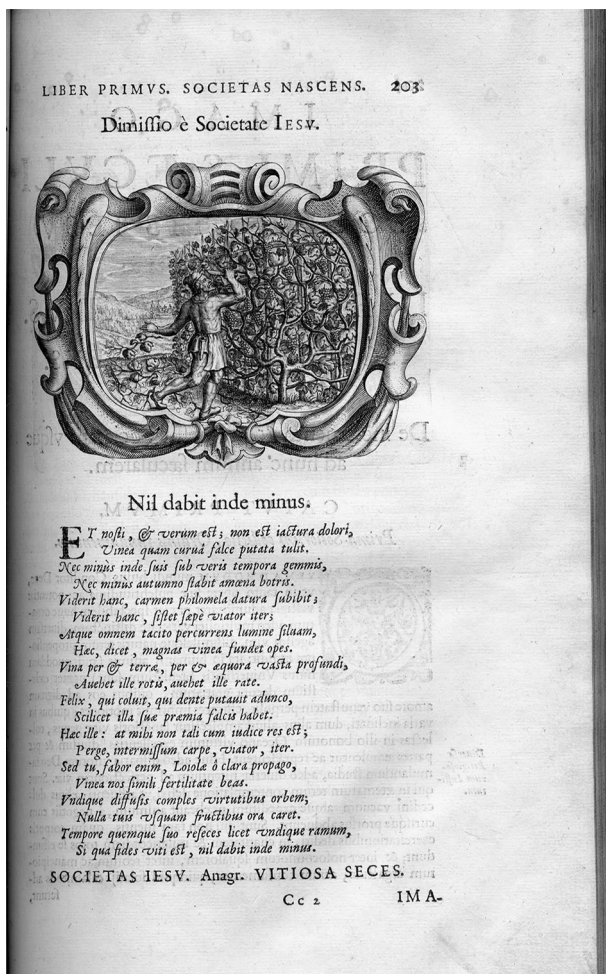 LIBER PRIMVS. SOCIETAS NASCENS. 203
Dimissio è Societate IESV.
Nil dabit inde minus.
ET nosti, & verum est; non est iactura dolori,
Vinea quam curuâ falce putata tulit.
Nec minùs inde suis sub veris tempora gemmis,
Nec minùs autumno stabit amœna botris.
Viderit hanc, carmen philomela datura subibit;
Viderit hanc, sistet sæpè viator iter;
Atque omnem tacito percurrens lumine siluam,
Hæc, dicet, magnas vinea fundet opes.
Vina per & terræ, per & æquora vasta profundi,
Auehet ille rotis, auehet ille rate.
Felix, qui coluit, qui dente putauit adunco,
Scilicet illa suæ præmia falcis habet.
Hæc ille: at mihi non tali cum iudice res est;
Perge, intermissum carpe, viator, iter.
Sed tu, fabor enim, Loiolæ ô clara propago,
Vinea nos simili fertilitate beas.
Vndique diffusis comples virtutibus orbem;
Nulla tuis vsquam fructibus ora caret.
Tempore quemque suo reseces licet vndique ramum,
Si qua fides viti est, nil dabit inde minus.
SOCIETAS IESV. Anagr. VITIOSA SECES.
Cc 2 IMA-